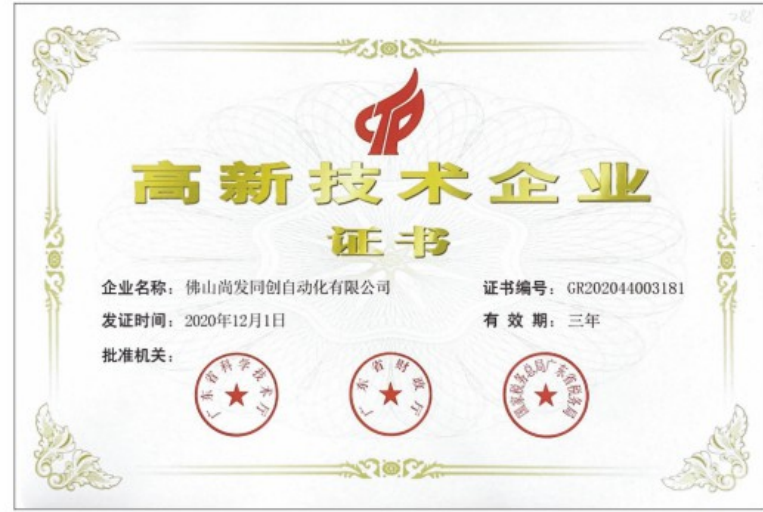 高新技术企业
证书
企业名称：佛山尚发同创自动化有限公司
证书编号：GR202044003181
发证时间：2020年12月1日
有效期：三年
批准机关：
广东省科学技术厅
广东省财政厅
国家税务总局广东省税务局